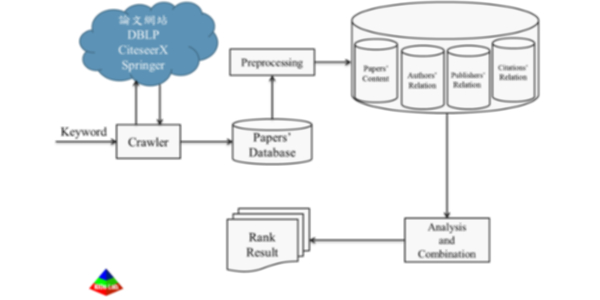 論文網站
DBLP
CiteseerX
Springer
Keyword
Crawler
Papers'
Database
Preprocessing
Papers'
Content
Authors'
Relation
Publishers'
Relation
Citations'
Relation
Analysis
and
Combination
Rank
Result